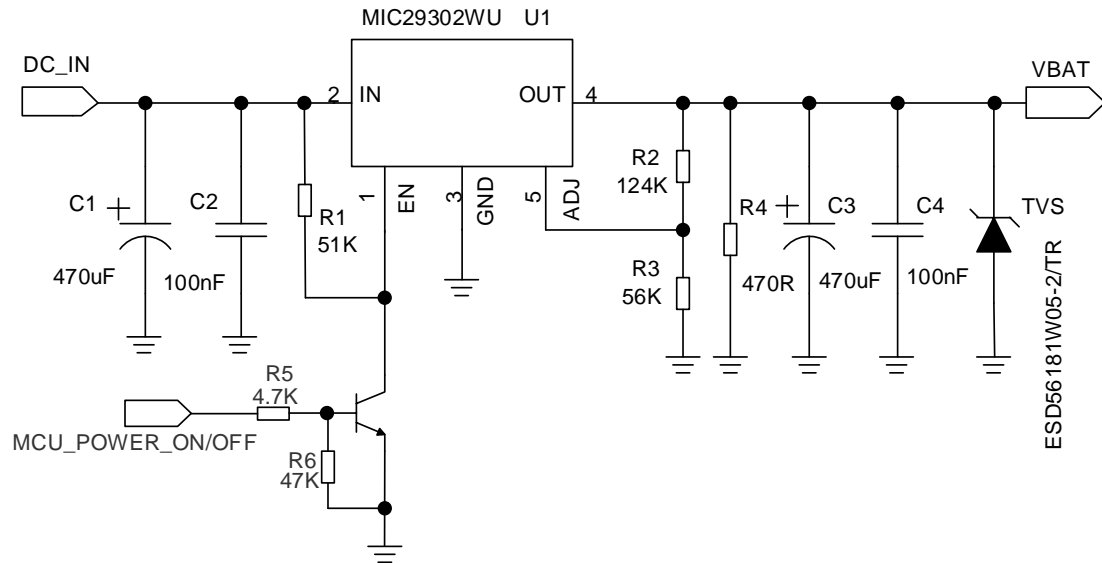 MIC29302WU U1
DC_IN
VBAT
2 IN
OUT 4
1
EN
3
GND
5
ADJ
C1
+
470uF
C2
100nF
R1
51K
R2
124K
R3
56K
R4
470R
+
C3
470uF
C4
100nF
TVS
ESD56181W05-2/TR
R5
4.7K
MCU_POWER_ON/OFF
R6
47K